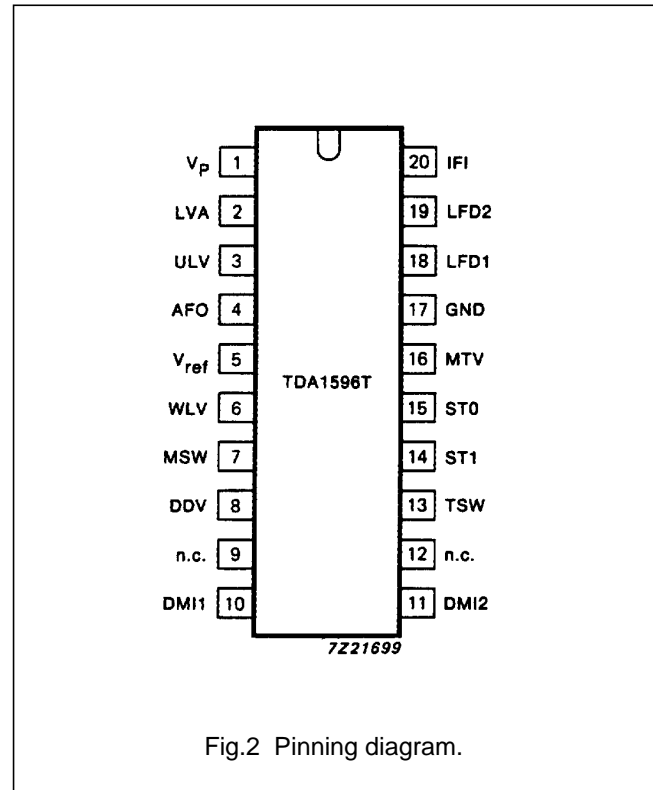 V_P 1 20 IFI
LVA 2 19 LFD2
ULV 3 18 LFD1
AFO 4 17 GND
V_ref 5 16 MTV
TDA1596T
WLV 6 15 ST0
MSW 7 14 ST1
DDV 8 13 TSW
n.c. 9 12 n.c.
DMI1 10 11 DMI2
7Z21699
Fig.2 Pinning diagram.